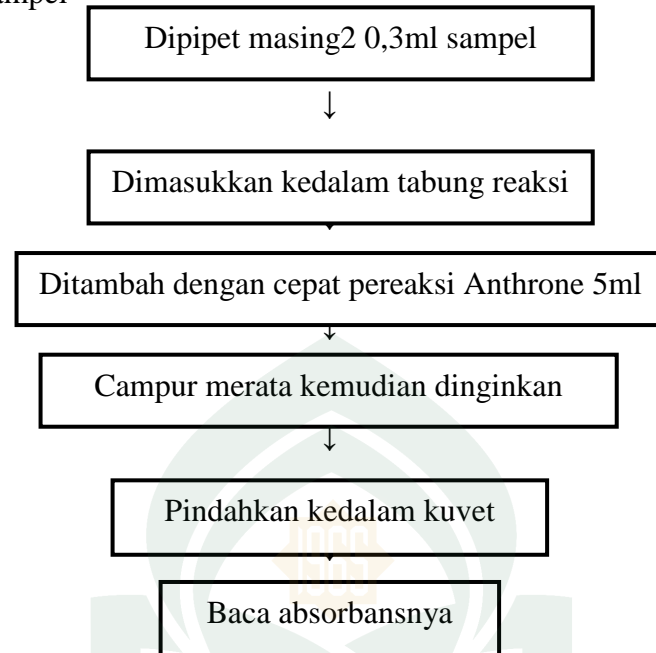 Dipipet masing2 0,3ml sampel
↓
Dimasukkan kedalam tabung reaksi
Ditambah dengan cepat pereaksi Anthrone 5ml
↓
Campur merata kemudian dinginkan
↓
Pindahkan kedalam kuvet
1969
Baca absorbansnya